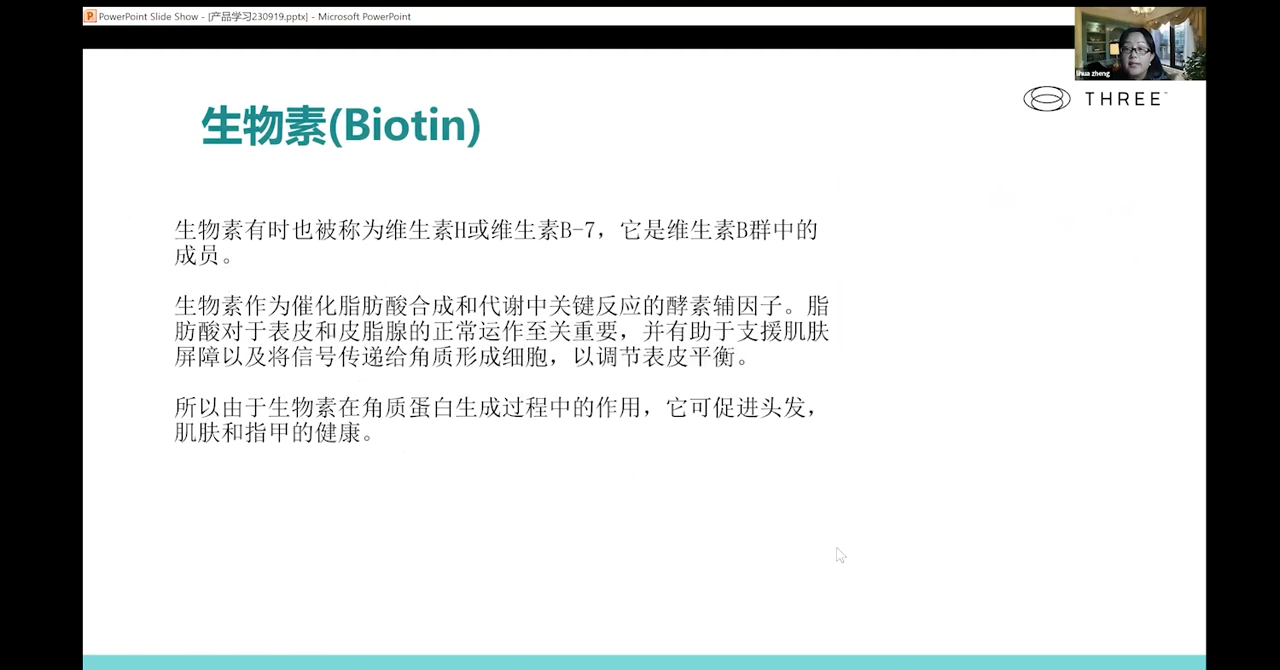 PowerPoint Slide Show - [产品学习230919.pptx] - Microsoft PowerPoint
lihua zheng
THREE™
生物素(Biotin)
生物素有时也被称为维生素H或维生素B-7，它是维生素B群中的
成员。
生物素作为催化脂肪酸合成和代谢中关键反应的酵素辅因子。脂
肪酸对于表皮和皮脂腺的正常运作至关重要，并有助于支援肌肤
屏障以及将信号传递给角质形成细胞，以调节表皮平衡。
所以由于生物素在角质蛋白生成过程中的作用，它可促进头发，
肌肤和指甲的健康。